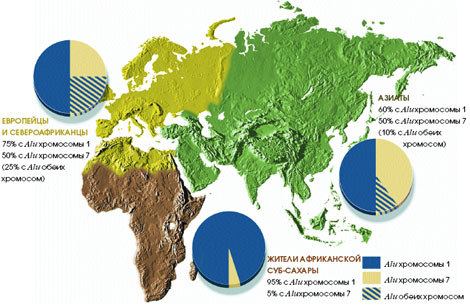 ЕВРОПЕЙЦЫ
И СЕВЕРОАФРИКАНЦЫ
75% с Alu хромосомы 1
50% с Alu хромосомы 7
(25% с Alu обеих
хромосом)
АЗИАТЫ
60% с Alu хромосомы 1
50% с Alu хромосомы 7
(10% с Alu обеих
хромосом)
ЖИТЕЛИ АФРИКАНСКОЙ
СУБ-САХАРЫ
95% с Alu хромосомы 1
5% с Alu хромосомы 7
Alu хромосомы 1
Alu хромосомы 7
Alu обеих хромосом